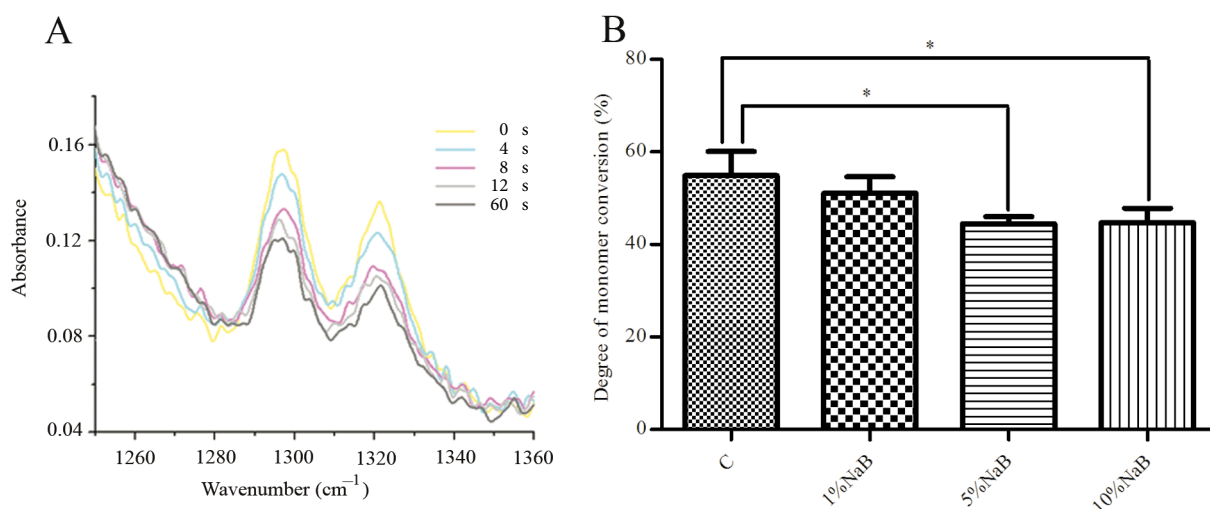 A
0.16
0.12
0.08
0.04
Absorbance
0 s
4 s
8 s
12 s
60 s
1260 1280 1300 1320 1340 1360
Wavenumber (cm⁻¹)
B
80
60
40
20
0
Degree of monomer conversion (%)
*
*
C
1%NaB
5%NaB
10%NaB